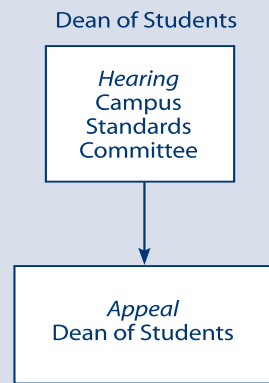 Dean of Students
Hearing
Campus
Standards
Committee
Appeal
Dean of Students